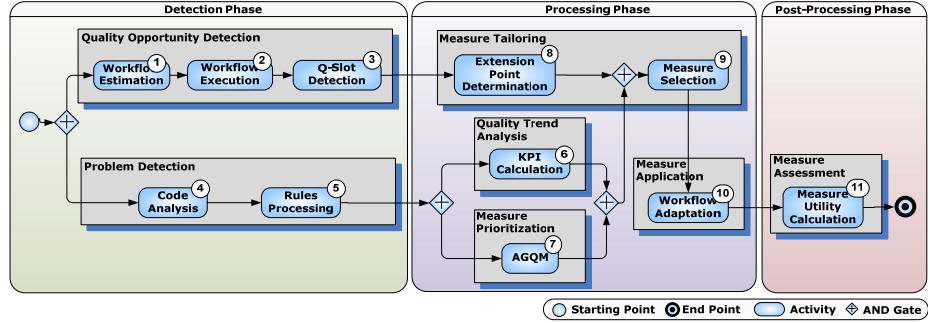 Detection Phase
Processing Phase
Post-Processing Phase
Quality Opportunity Detection
1
Workflow
Estimation
2
Workflow
Execution
3
Q-Slot
Detection
Measure Tailoring
8
Extension
Point
Determination
9
Measure
Selection
Problem Detection
4
Code
Analysis
5
Rules
Processing
Quality Trend
Analysis
6
KPI
Calculation
Measure
Prioritization
7
AGQM
Measure
Application
10
Workflow
Adaptation
Measure
Assessment
11
Measure
Utility
Calculation
Starting Point
End Point
Activity
AND Gate